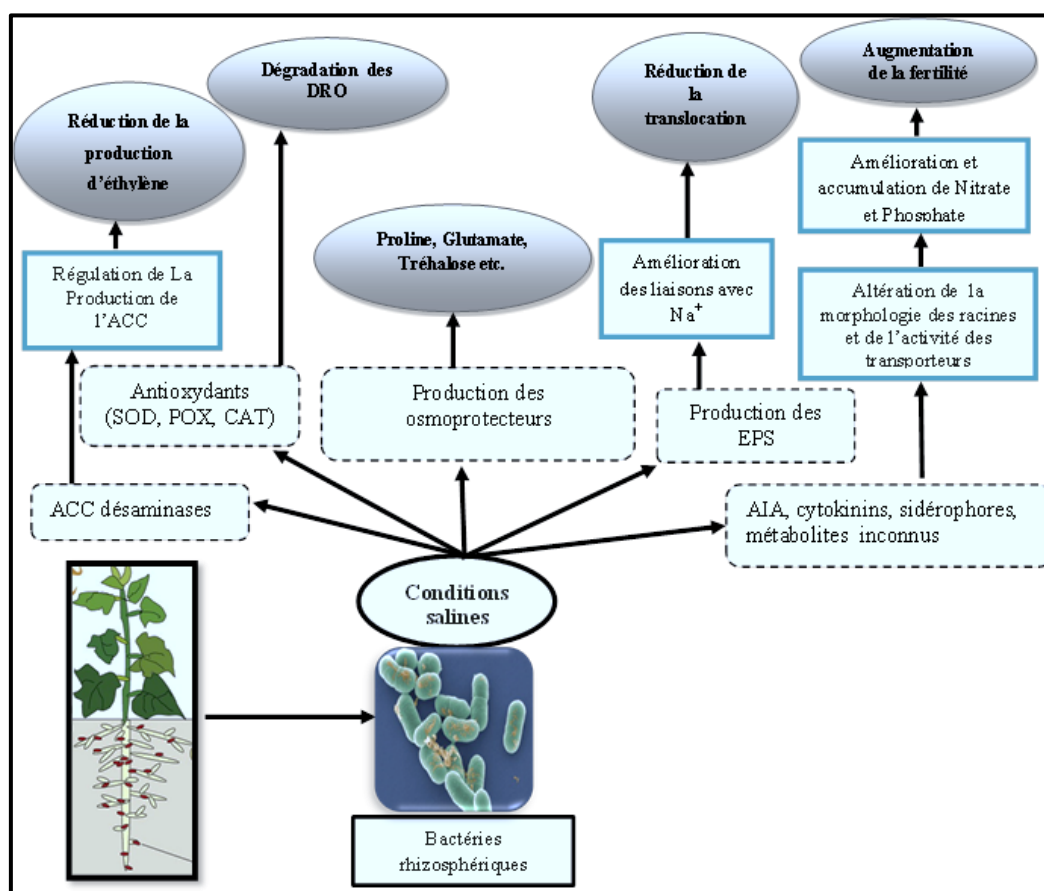 Réduction de la
production
d'éthylène
Dégradation des
DRO
Réduction de
la
translocation
Augmentation
de la fertilité
Proline, Glutamate,
Tréhalose etc.
Régulation de La
Production de
l'ACC
Amélioration
des liaisons avec
Na⁺
Amélioration et
accumulation de Nitrate
et Phosphate
Altération de la
morphologie des racines
et de l'activité des
transporteurs
Antioxydants
(SOD, POX, CAT)
Production des
osmoprotecteurs
Production des
EPS
ACC désaminases
AIA, cytokinins, sidérophores,
métabolites inconnus
Conditions
salines
Bactéries
rhizosphériques